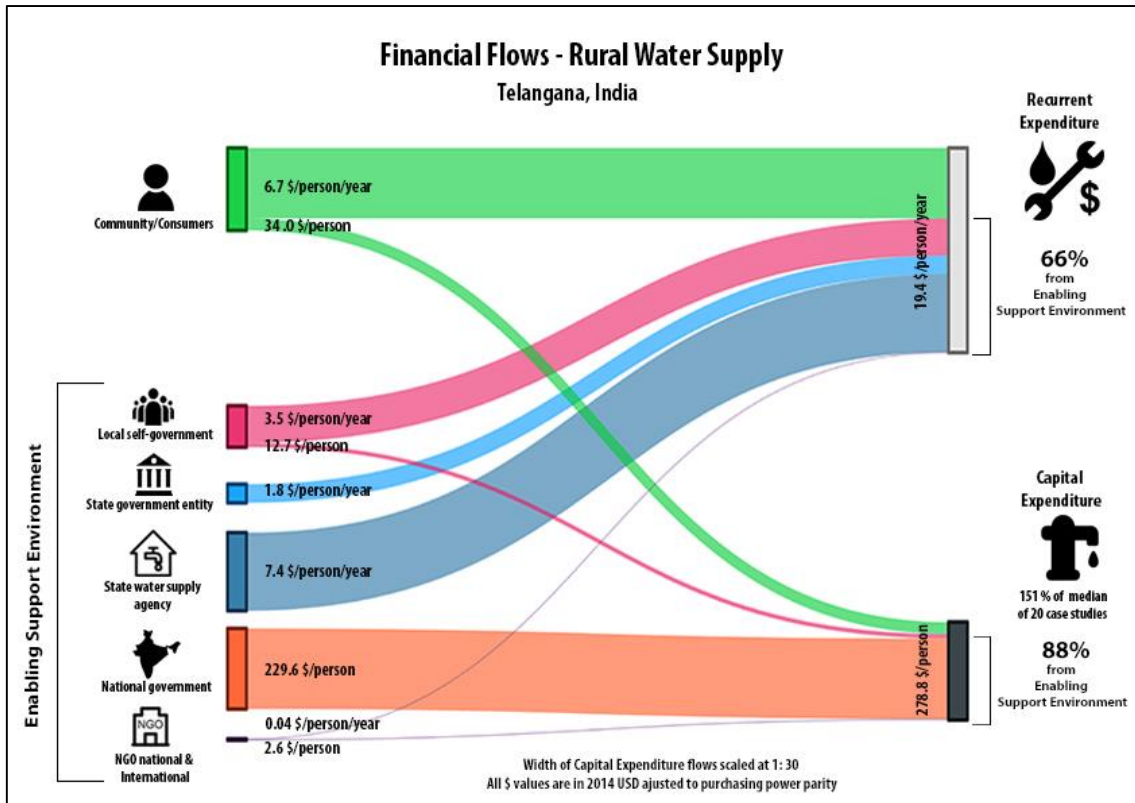 Financial Flows - Rural Water Supply
Telangana, India
Recurrent
Expenditure
$
6.7 $/person/year
34.0 $/person
Community/Consumers
19.4 $/person/year
66%
from
Enabling
Support Environment
Enabling Support Environment
3.5 $/person/year
12.7 $/person
Local self-government
1.8 $/person/year
State government entity
7.4 $/person/year
State water supply
agency
Capital
Expenditure
151 % of median
of 20 case studies
278.8 $/person
88%
from
Enabling
Support Environment
229.6 $/person
National government
0.04 $/person/year
2.6 $/person
NGO
NGO national &
International
Width of Capital Expenditure flows scaled at 1: 30
All $ values are in 2014 USD ajusted to purchasing power parity